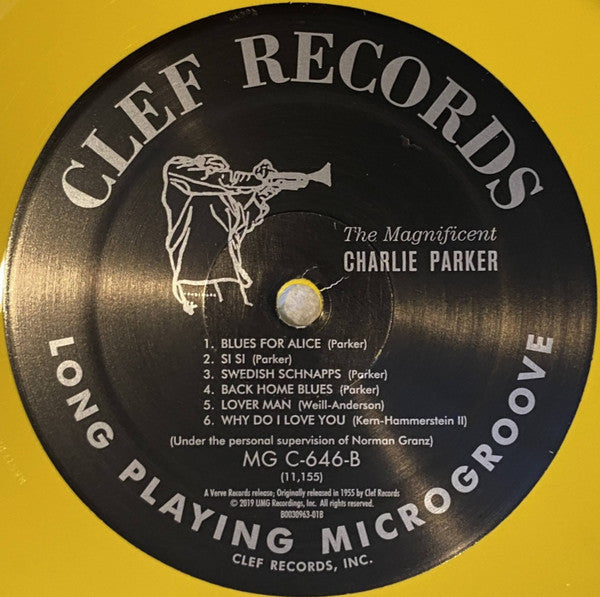 CLEF RECORDS
The Magnificent
CHARLIE PARKER
1. BLUES FOR ALICE (Parker)
2. SI SI (Parker)
3. SWEDISH SCHNAPPS (Parker)
4. BACK HOME BLUES (Parker)
5. LOVER MAN (Weill-Anderson)
6. WHY DO I LOVE YOU (Kern-Hammerstein II)
(Under the personal supervision of Norman Granz)
MG C-646-B
(11,155)
A Verve Records release; Originally released in 1955 by Clef Records
© 2019 UMG Recordings, Inc. All rights reserved.
B0030963-01B
LONG PLAYING MICROGROOVE
CLEF RECORDS, INC.